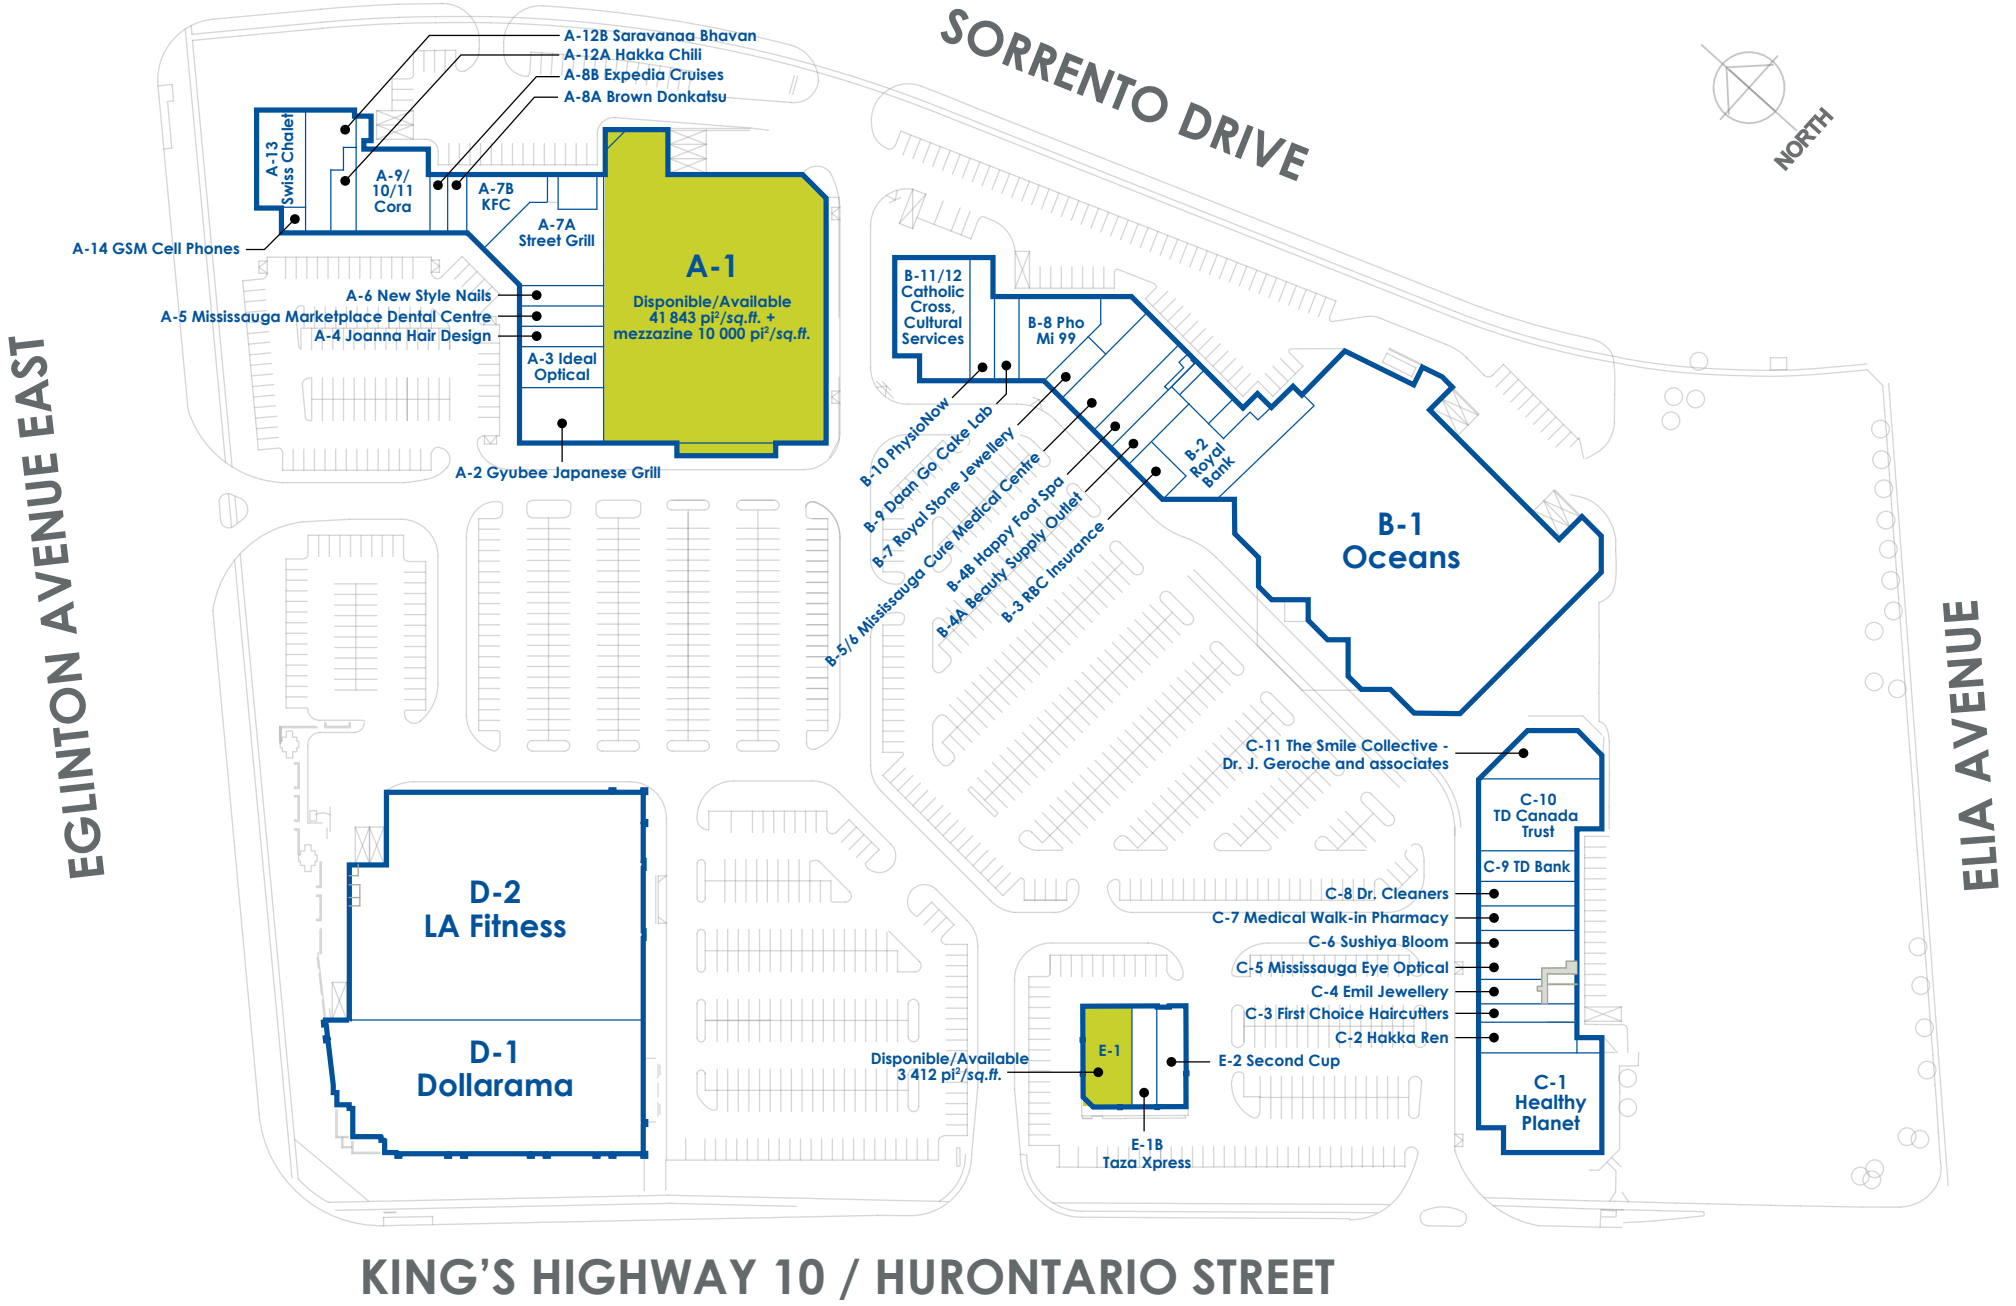 SORRENTO DRIVE
NORTH
A-12B Saravanaa Bhavan
A-12A Hakka Chili
A-8B Expedia Cruises
A-8A Brown Donkatsu
A-13
Swiss Chalet
A-9/
10/11
Cora
A-7B
KFC
A-7A
Street Grill
A-14 GSM Cell Phones
A-6 New Style Nails
A-5 Mississauga Marketplace Dental Centre
A-4 Joanna Hair Design
A-3 Ideal
Optical
A-2 Gyubee Japanese Grill
A-1
Disponible/Available
41 843 pi²/sq.ft. +
mezzazine 10 000 pi²/sq.ft.
B-11/12
Catholic
Cross,
Cultural
Services
B-8 Pho
Mi 99
B-10 PhysioNow
B-9 Daan Go Cake Lab
B-7 Royal Stone Jewellery
B-5/6 Mississauga Cure Medical Centre
B-4B Happy Foot Spa
B-4A Beauty Supply Outlet
B-3 RBC Insurance
B-2
Royal
Bank
B-1
Oceans
EGLINTON AVENUE EAST
ELIA AVENUE
C-11 The Smile Collective -
Dr. J. Geroche and associates
C-10
TD Canada
Trust
C-9 TD Bank
C-8 Dr. Cleaners
C-7 Medical Walk-in Pharmacy
C-6 Sushiya Bloom
C-5 Mississauga Eye Optical
C-4 Emil Jewellery
C-3 First Choice Haircutters
C-2 Hakka Ren
C-1
Healthy
Planet
D-2
LA Fitness
D-1
Dollarama
Disponible/Available
3 412 pi²/sq.ft.
E-1
E-2 Second Cup
E-1B
Taza Xpress
KING'S HIGHWAY 10 / HURONTARIO STREET